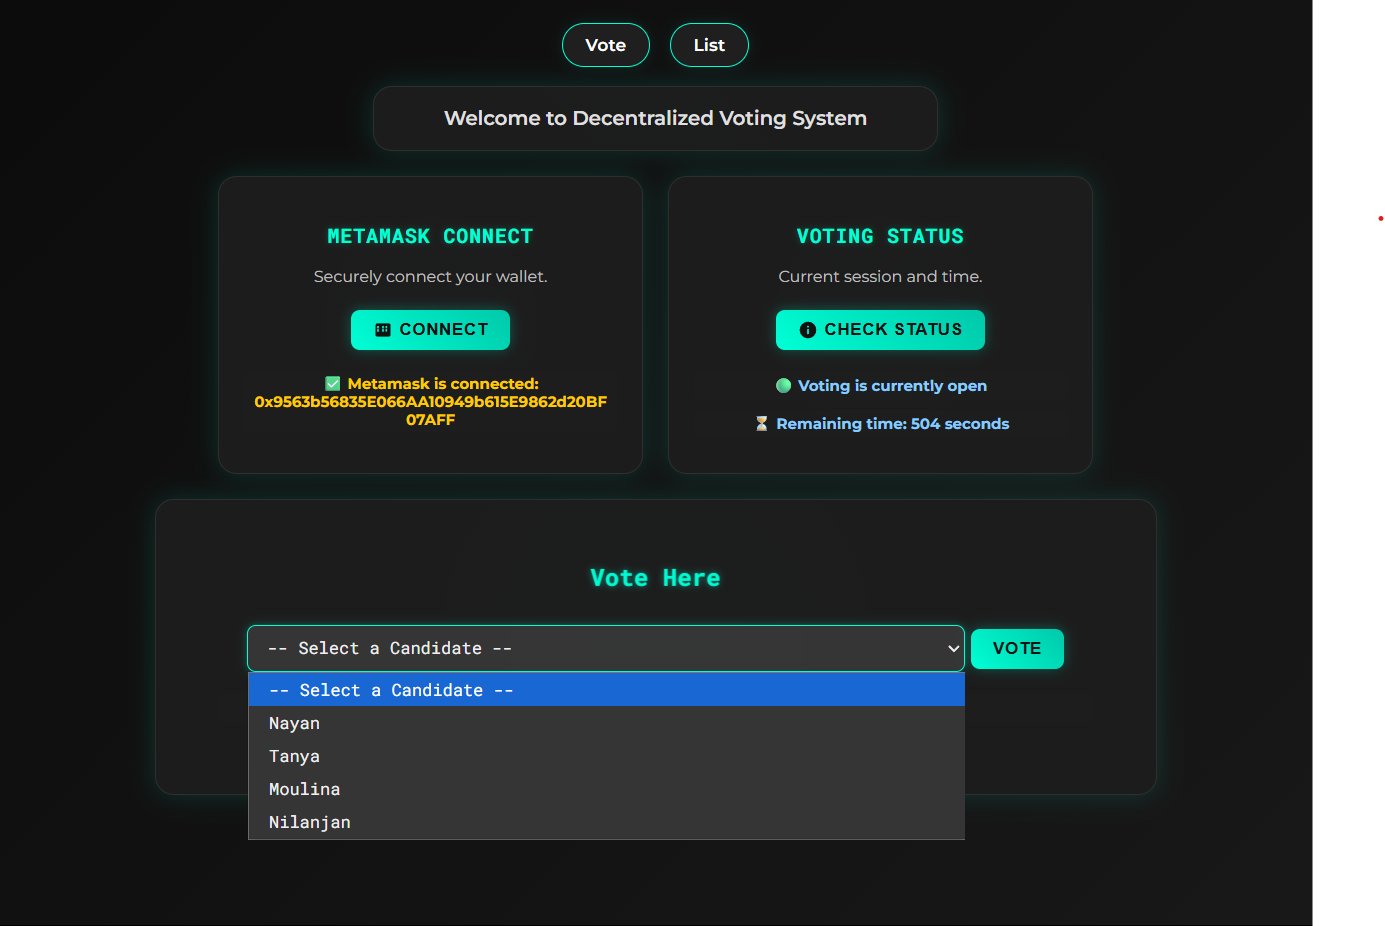 Vote
List
Welcome to Decentralized Voting System
METAMASK CONNECT
Securely connect your wallet.
CONNECT
✅ Metamask is connected:
0x9563b56835E066AA10949b615E9862d20BF
07AFF
VOTING STATUS
Current session and time.
CHECK STATUS
Voting is currently open
⏳ Remaining time: 504 seconds
Vote Here
-- Select a Candidate --
VOTE
-- Select a Candidate --
Nayan
Tanya
Moulina
Nilanjan